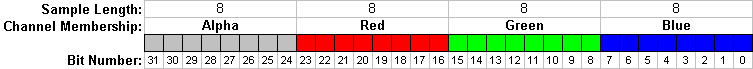 Sample Length: 8 8 8 8
Channel Membership: Alpha Red Green Blue
Bit Number: 31 30 29 28 27 26 25 24 23 22 21 20 19 18 17 16 15 14 13 12 11 10 9 8 7 6 5 4 3 2 1 0